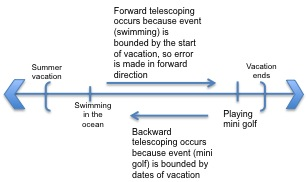 Forward telescoping
occurs because event
(swimming) is
bounded by the start
of vacation, so error
is made in forward
direction
Summer
vacation
Vacation
ends
Swimming
in the
ocean
Playing
mini golf
Backward
telescoping occurs
because event (mini
golf) is bounded by
dates of vacation